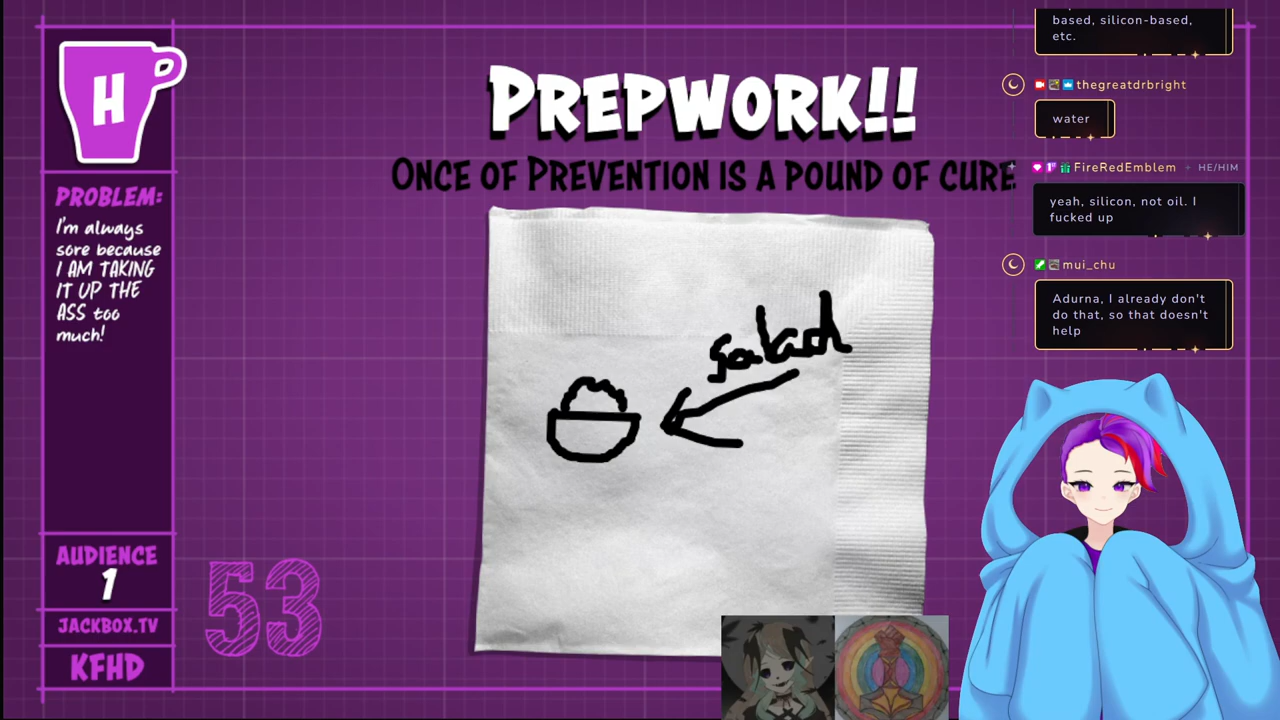 H
PROBLEM:
I'm always
sore because
I AM TAKING
IT UP THE
ASS too
much!
AUDIENCE
1
JACKBOX.TV
KFHD
53
PREPWORK!!
ONCE OF PREVENTION IS A POUND OF CURE
salad
based, silicon-based,
etc.
thegreatdrbright
water
FireRedEmblem HE/HIM
yeah, silicon, not oil. I
fucked up
mui_chu
Adurna, I already don't
do that, so that doesn't
help